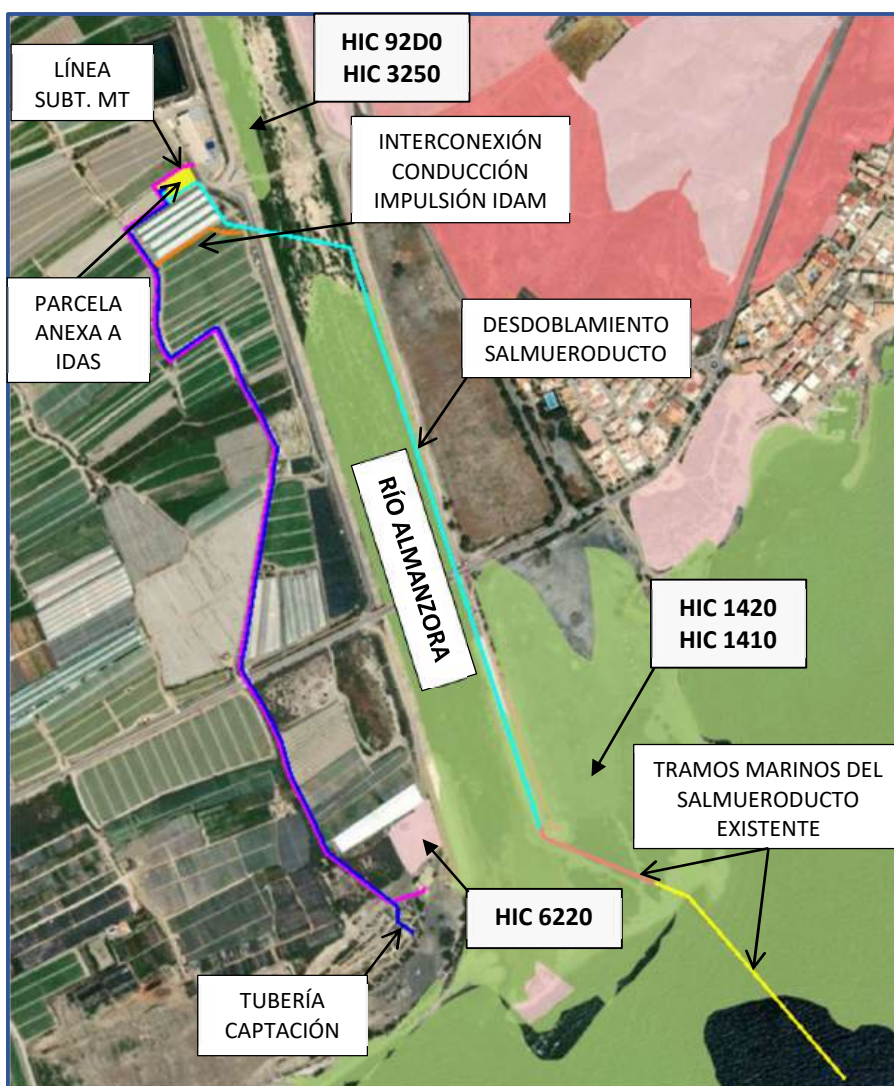 HIC 92D0
HIC 3250
LÍNEA
SUBT. MT
INTERCONEXIÓN
CONDUCCIÓN
IMPULSIÓN IDAM
PARCELA
ANEXA A
IDAS
DESDOBLAMIENTO
SALMUERODUCTO
RÍO ALMANZORA
HIC 1420
HIC 1410
TRAMOS MARINOS DEL
SALMUERODUCTO
EXISTENTE
HIC 6220
TUBERÍA
CAPTACIÓN